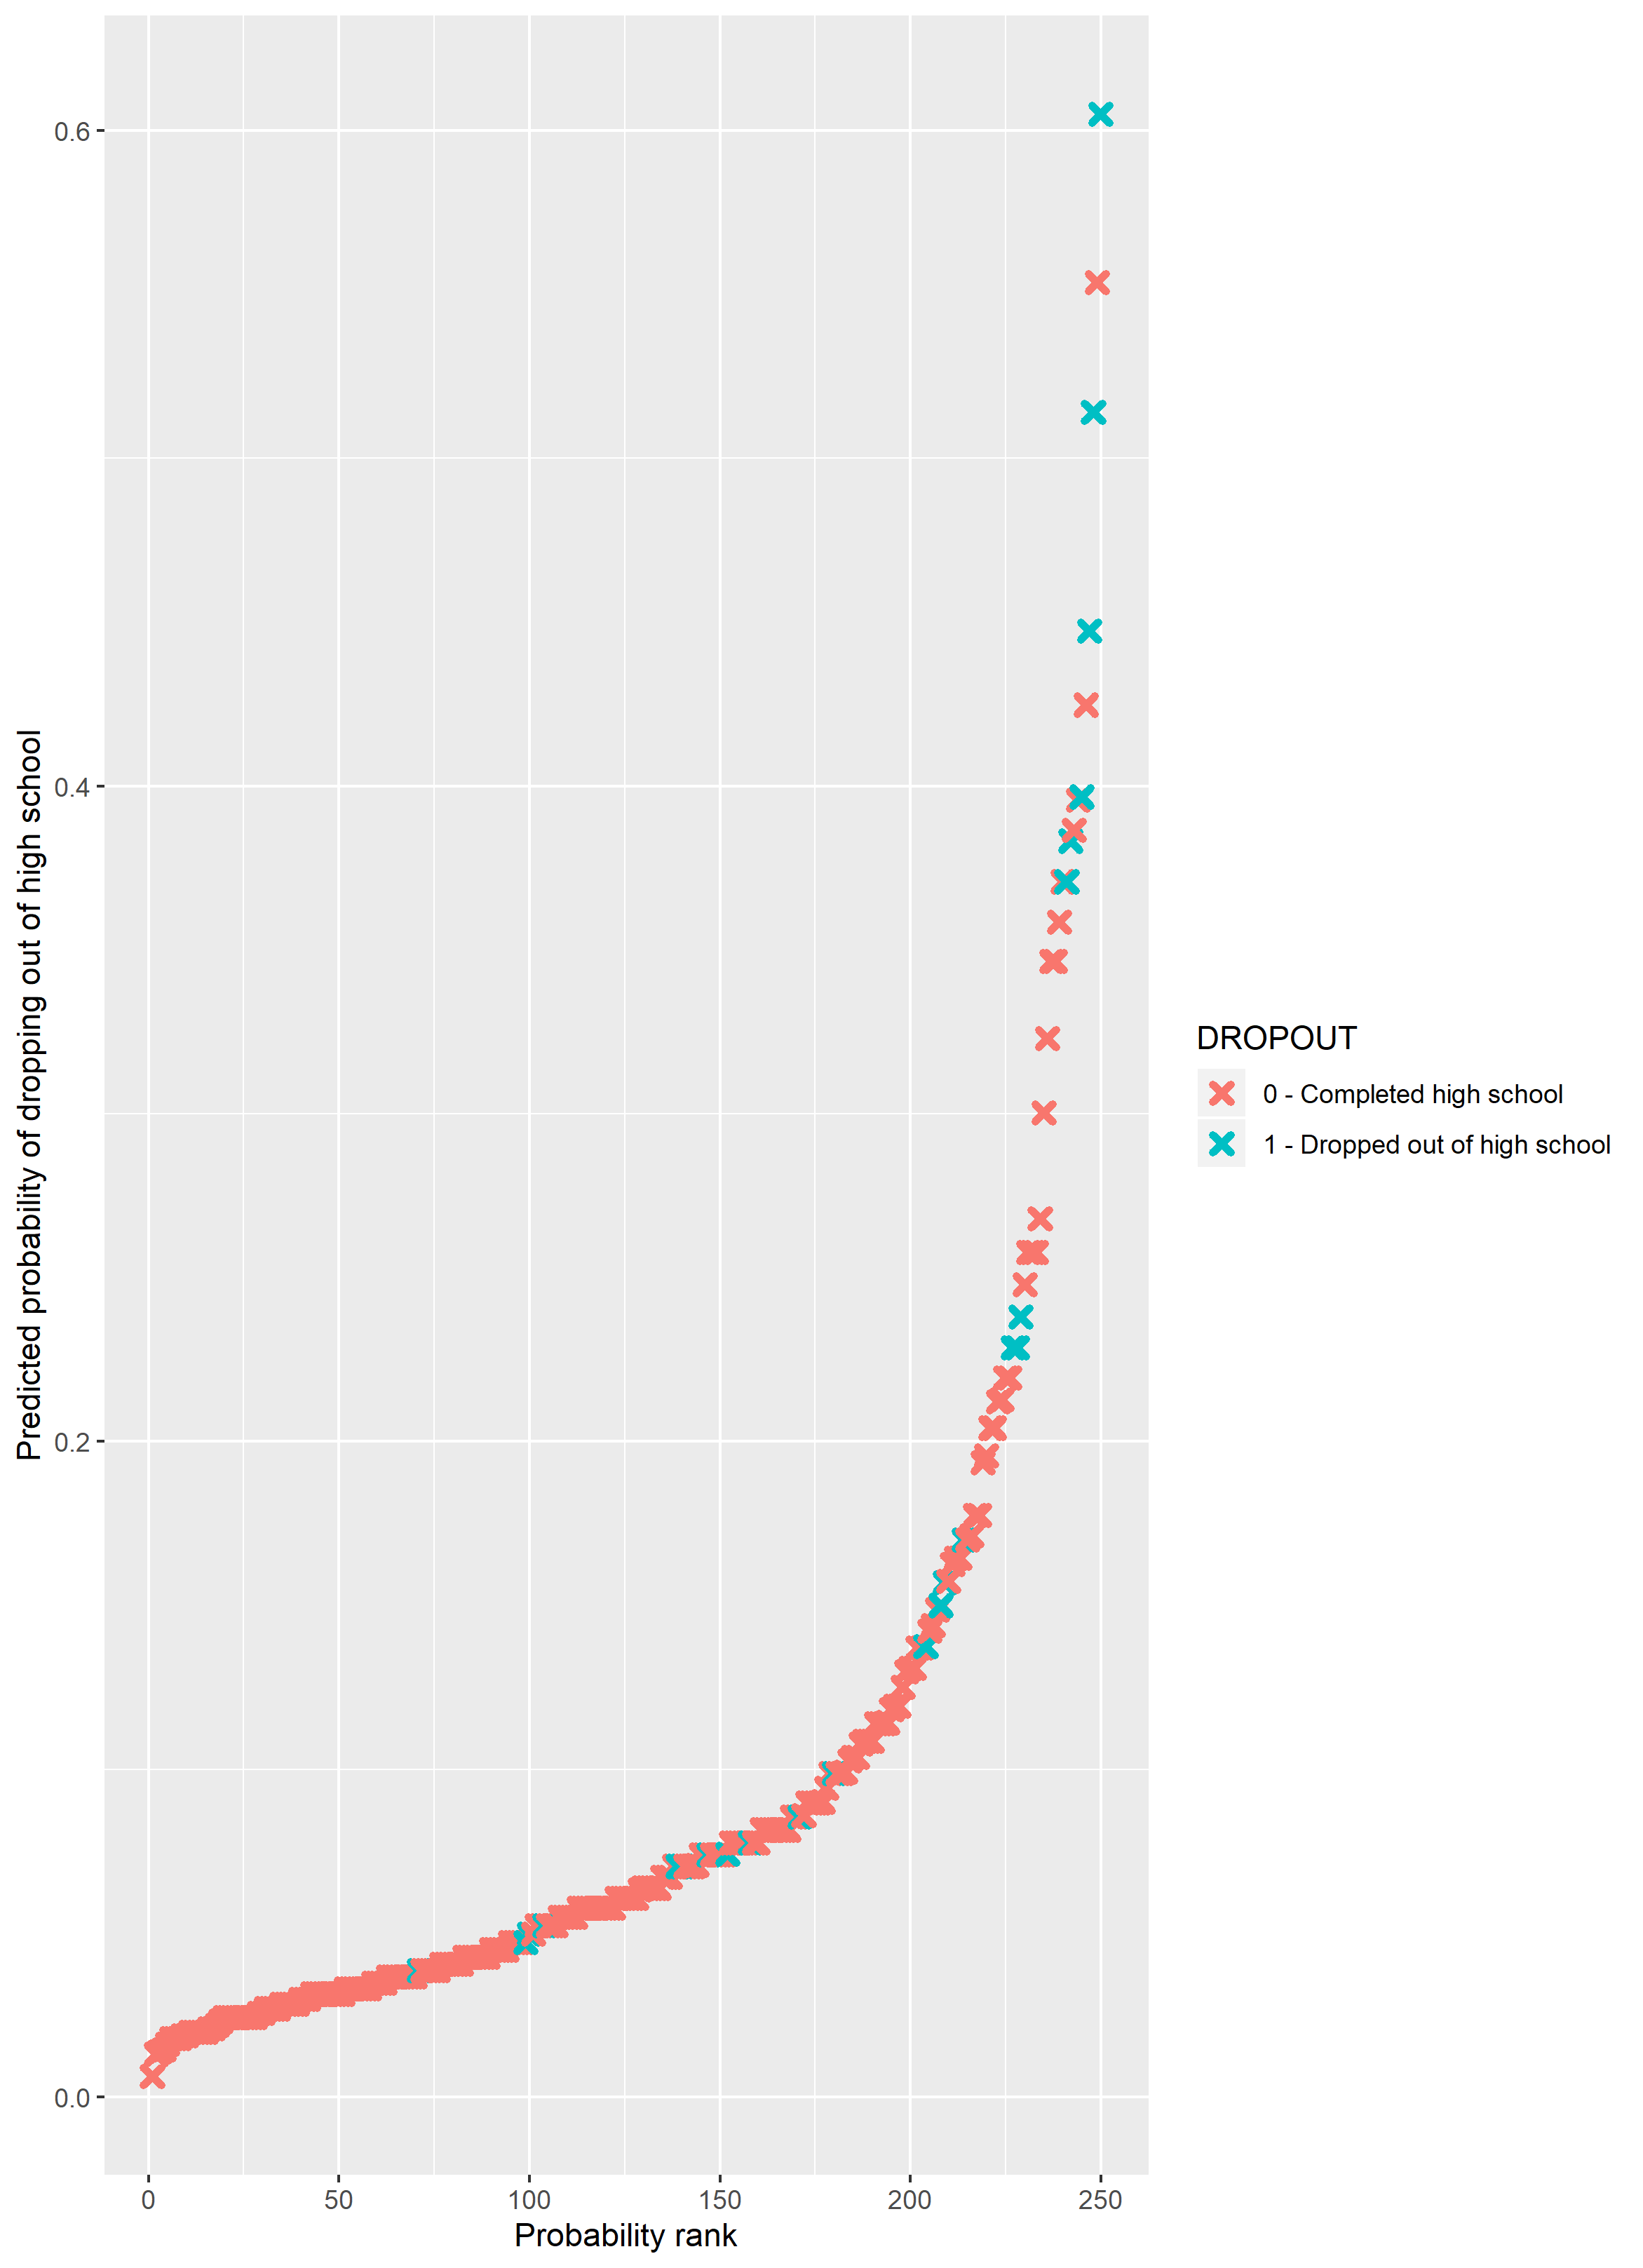 Predicted probability of dropping out of high school
0.6
0.4
0.2
0.0
0 50 100 150 200 250
Probability rank
DROPOUT
0 - Completed high school
1 - Dropped out of high school